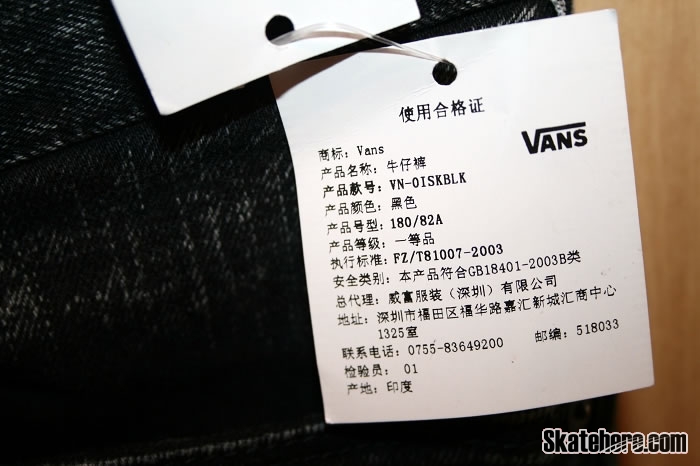 使用合格证
VANS
商标: Vans
产品名称: 牛仔裤
产品款号: VN-0ISKBLK
产品颜色: 黑色
产品号型: 180/82A
产品等级: 一等品
执行标准: FZ/T81007-2003
安全类别: 本产品符合GB18401-2003B类
总代理: 威富服装（深圳）有限公司
地址: 深圳市福田区福华路嘉汇新城汇商中心
1325室
联系电话: 0755-83649200 邮编: 518033
检验员: 01
产地: 印度
Skatehere.com